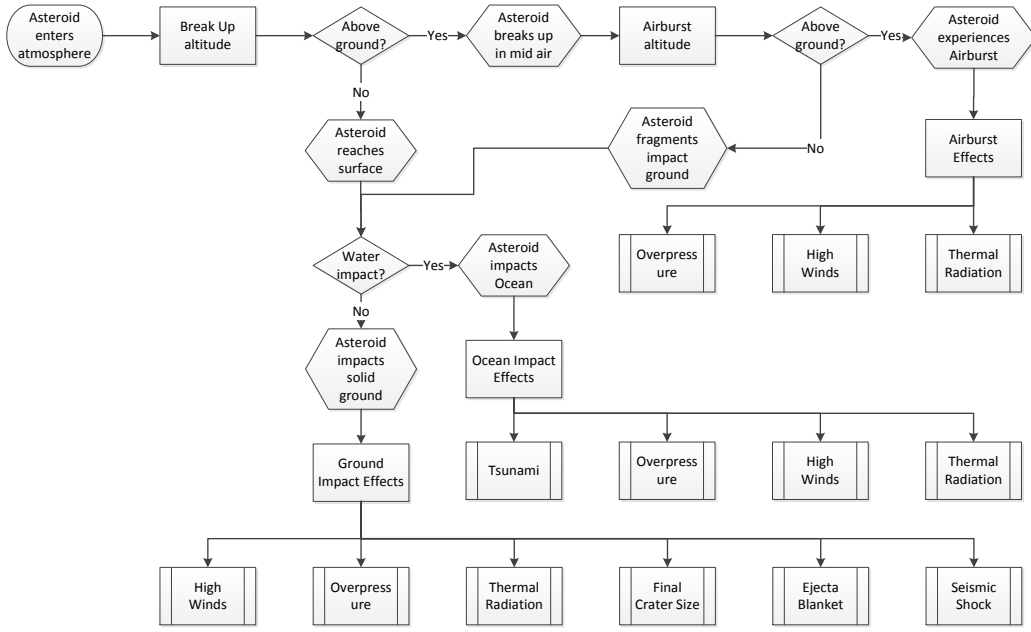 Asteroid
enters
atmosphere
Break Up
altitude
Above
ground?
Yes
Asteroid
breaks up
in mid air
Airburst
altitude
Above
ground?
Yes
Asteroid
experiences
Airburst
No
Asteroid
reaches
surface
Asteroid
fragments
impact
ground
No
Airburst
Effects
Overpress
ure
High
Winds
Thermal
Radiation
Water
impact?
Yes
Asteroid
impacts
Ocean
No
Asteroid
impacts
solid
ground
Ocean Impact
Effects
Tsunami
Overpress
ure
High
Winds
Thermal
Radiation
Ground
Impact Effects
High
Winds
Overpress
ure
Thermal
Radiation
Final
Crater Size
Ejecta
Blanket
Seismic
Shock